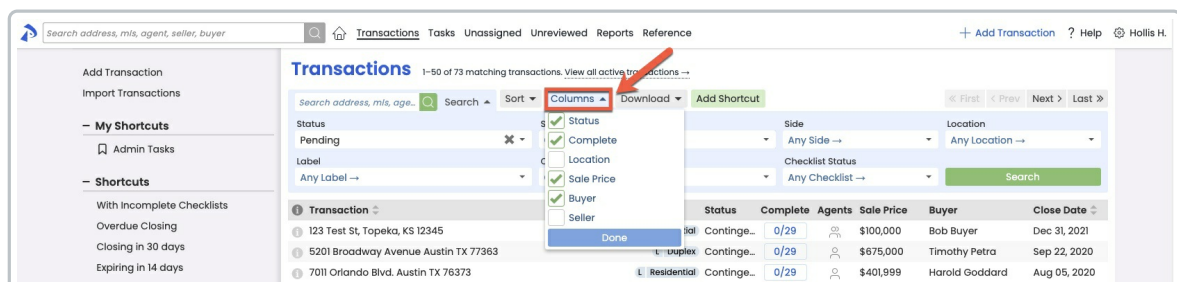 Search address, mls, agent, seller, buyer
Transactions Tasks Unassigned Unreviewed Reports Reference
+ Add Transaction ? Help Hollis H.
Add Transaction
Import Transactions
– My Shortcuts
Admin Tasks
– Shortcuts
With Incomplete Checklists
Overdue Closing
Closing in 30 days
Expiring in 14 days
Transactions 1–50 of 73 matching transactions. View all active transactions →
Search address, mls, age... Search Sort Columns Download Add Shortcut « First < Prev Next > Last »
Status
Complete
Location
Sale Price
Buyer
Seller
Done
Status S Side Location
Pending Any Side → Any Location →
Label Checklist Status
Any Label → Any Checklist → Search
Transaction Status Complete Agents Sale Price Buyer Close Date
123 Test St, Topeka, KS 12345 ial Continge... 0/29 $100,000 Bob Buyer Dec 31, 2021
5201 Broadway Avenue Austin TX 77363 L Duplex Continge... 0/29 $675,000 Timothy Petra Sep 22, 2020
7011 Orlando Blvd. Austin TX 76373 L Residential Continge... 0/29 $401,999 Harold Goddard Aug 05, 2020